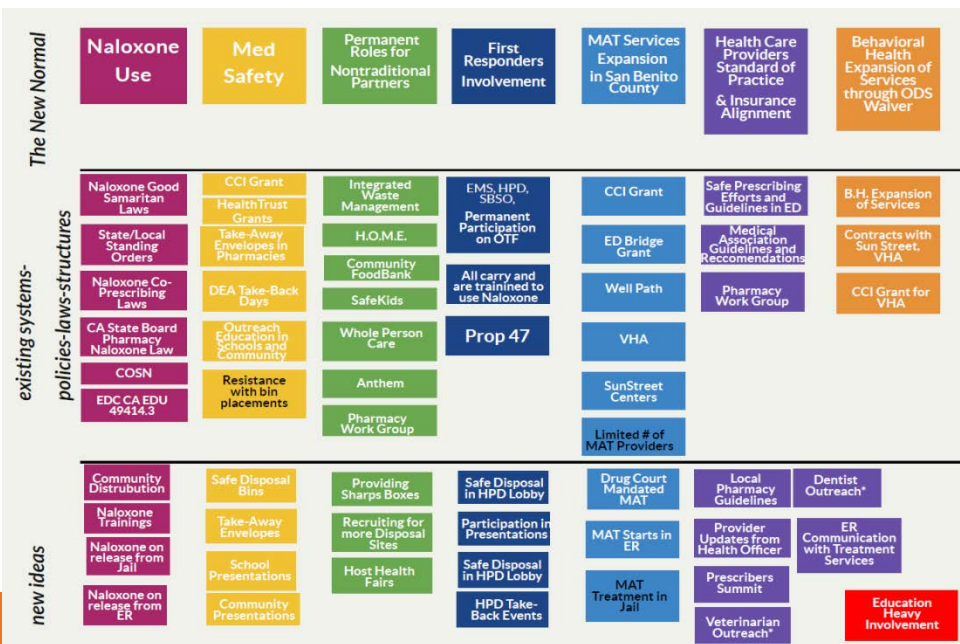 The New Normal
Naloxone
Use
Med
Safety
Permanent
Roles for
Nontraditional
Partners
First
Responders
Involvement
MAT Services
Expansion
in San Benito
County
Health Care
Providers
Standard of
Practice
& Insurance
Alignment
Behavioral
Health
Expansion of
Services
through ODS
Waiver
existing systems-
policies-laws-structures
Naloxone Good
Samaritan
Laws
State/Local
Standing
Orders
Naloxone Co-
Prescribing
Laws
CA State Board
Pharmacy
Naloxone Law
COSN
EDC CA EDU
49414.3
CCI Grant
HealthTrust
Grants
Take-Away
Envelopes in
Pharmacies
DEA Take-Back
Days
Outreach
Education in
Schools and
Community
Resistance
with bin
placements
Integrated
Waste
Management
H.O.M.E.
Community
FoodBank
SafeKids
Whole Person
Care
Anthem
Pharmacy
Work Group
EMS, HPD,
SBSO,
Permanent
Participation
on OTF
All carry and
are trainined to
use Naloxone
Prop 47
CCI Grant
ED Bridge
Grant
Well Path
VHA
SunStreet
Centers
Limited # of
MAT Providers
Safe Prescribing
Efforts and
Guidelines in ED
Medical
Association
Guidelines and
Reccomendations
Pharmacy
Work Group
B.H. Expansion
of Services
Contracts with
Sun Street,
VHA
CCI Grant for
VHA
new ideas
Community
Distrubution
Naloxone
Trainings
Naloxone on
release from
Jail
Naloxone on
release from
ER
Safe Disposal
Bins
Take-Away
Envelopes
School
Presentations
Community
Presentations
Providing
Sharps Boxes
Recruiting for
more Disposal
Sites
Host Health
Fairs
Safe Disposal
in HPD Lobby
Participation in
Presentations
Safe Disposal
in HPD Lobby
HPD Take-
Back Events
Drug Court
Mandated
MAT
MAT Starts in
ER
MAT
Treatment in
Jail
Local
Pharmacy
Guidelines
Provider
Updates from
Health Officer
Prescribers
Summit
Veterinarian
Outreach*
Dentist
Outreach*
ER
Communication
with Treatment
Services
Education
Heavy
Involvement